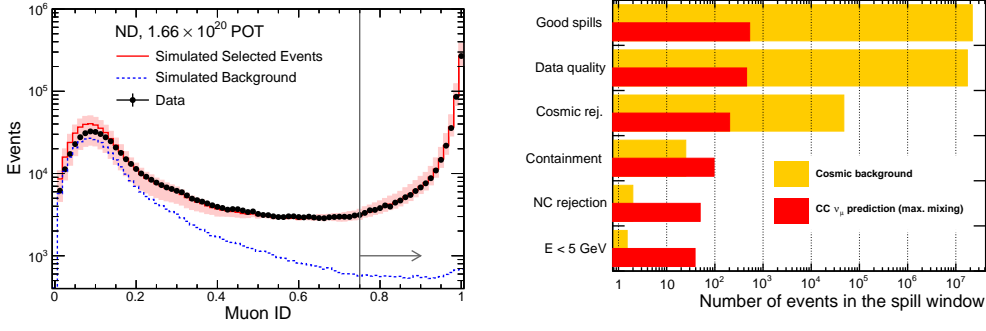 ND, 1.66 × 10²⁰ POT
Simulated Selected Events
Simulated Background
Data
Events
10⁶
10⁵
10⁴
10³
0 0.2 0.4 0.6 0.8 1
Muon ID
Good spills
Data quality
Cosmic rej.
Containment
NC rejection
E < 5 GeV
Cosmic background
CC νμ prediction (max. mixing)
1 10 10² 10³ 10⁴ 10⁵ 10⁶ 10⁷
Number of events in the spill window